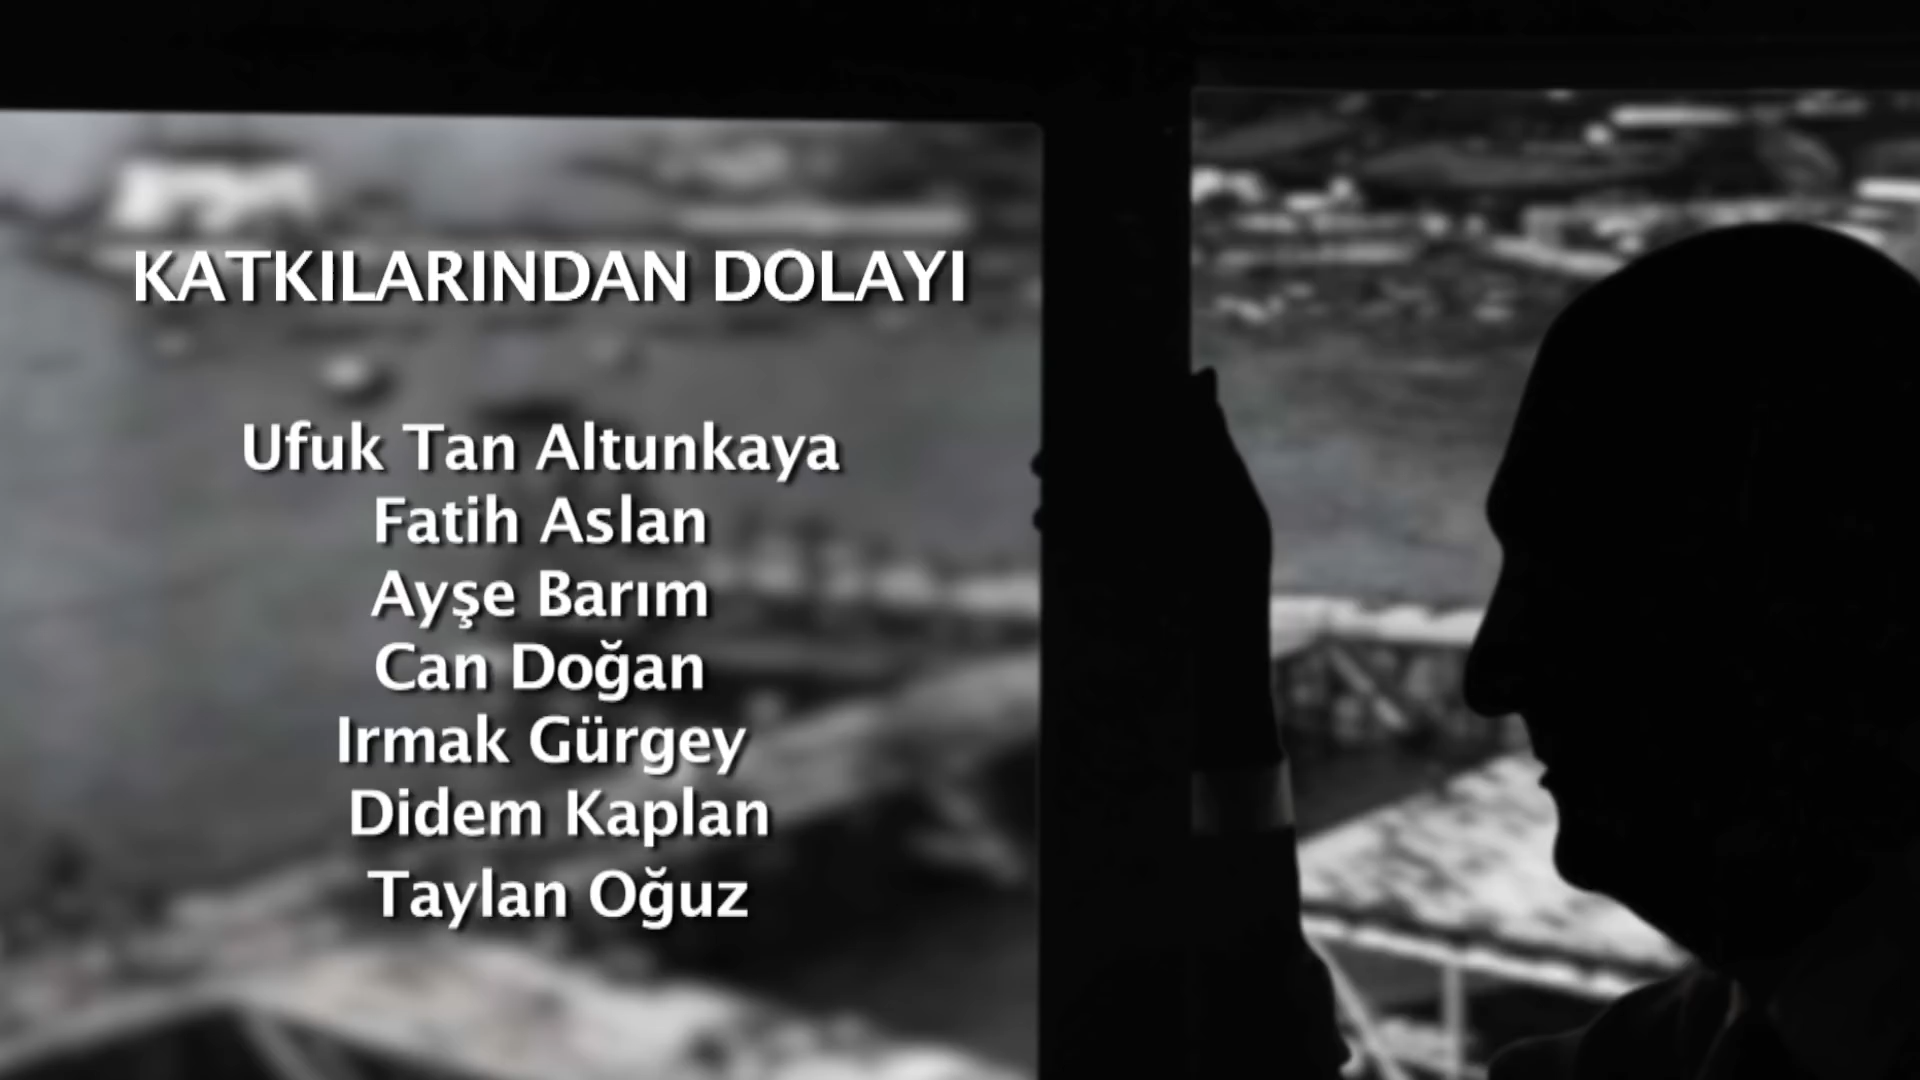 KATKILARINDAN DOLAYI
Ufuk Tan Altunkaya
Fatih Aslan
Ayşe Barım
Can Doğan
Irmak Gürgey
Didem Kaplan
Taylan Oğuz